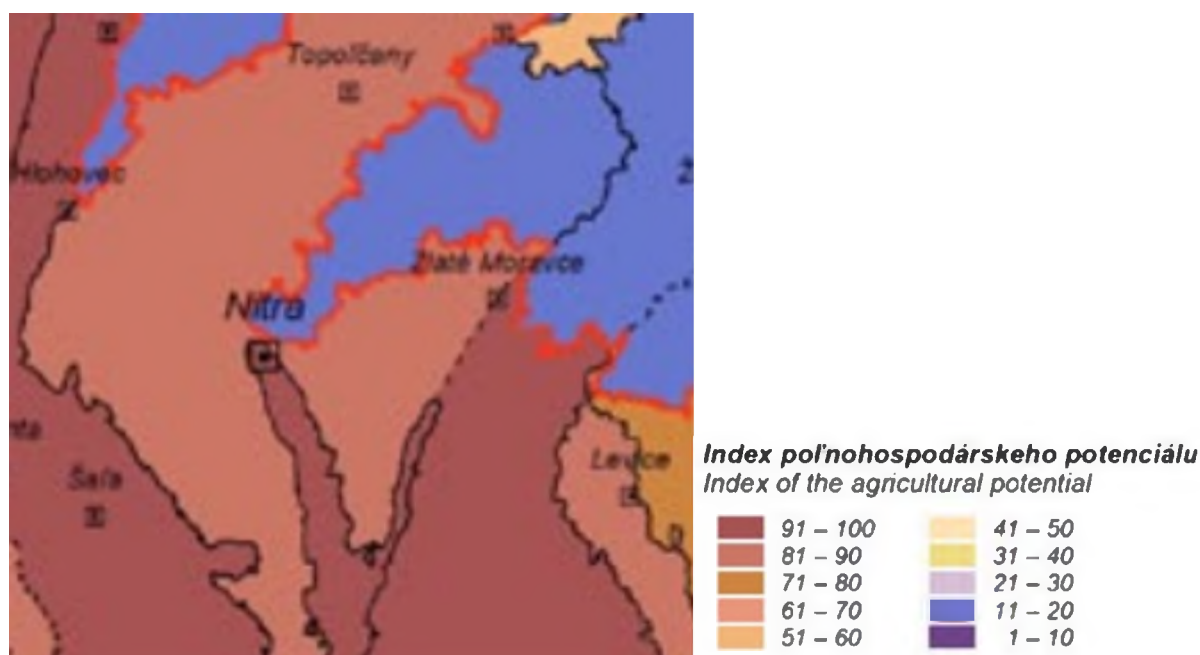 Topoľčany
Hlohovec
Zlaté Moravce
Nitra
Šaľa
Levice
Index poľnohospodárskeho potenciálu
Index of the agricultural potential
91 – 100
81 – 90
71 – 80
61 – 70
51 – 60
41 – 50
31 – 40
21 – 30
11 – 20
1 – 10